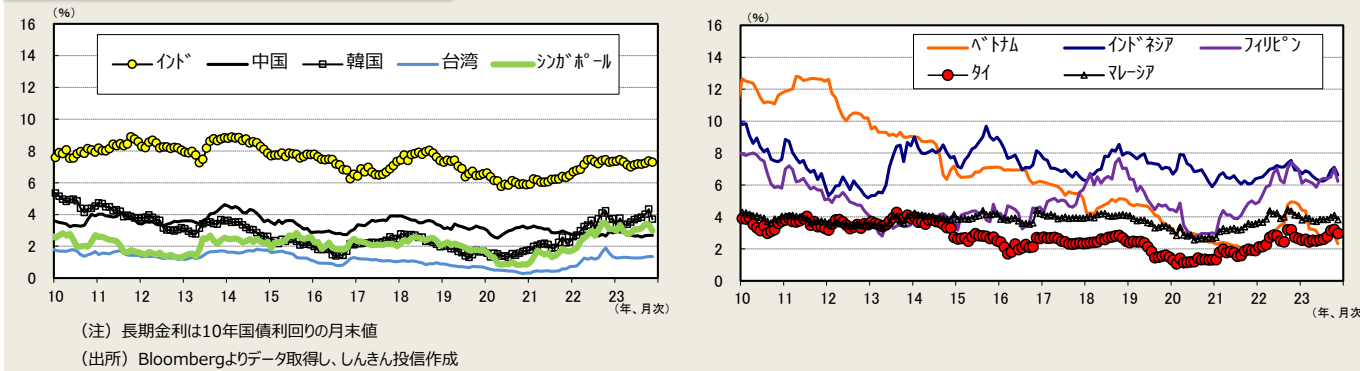 (%)
16
14
12
10
8
6
4
2
0
インド 中国 韓国 台湾 シンガポール
10 11 12 13 14 15 16 17 18 19 20 21 22 23
(年、月次)
(%)
16
14
12
10
8
6
4
2
0
ベトナム インドネシア フィリピン
タイ マレーシア
10 11 12 13 14 15 16 17 18 19 20 21 22 23
(年、月次)
（注）長期金利は10年国債利回りの月末値
（出所）Bloombergよりデータ取得し、しんきん投信作成